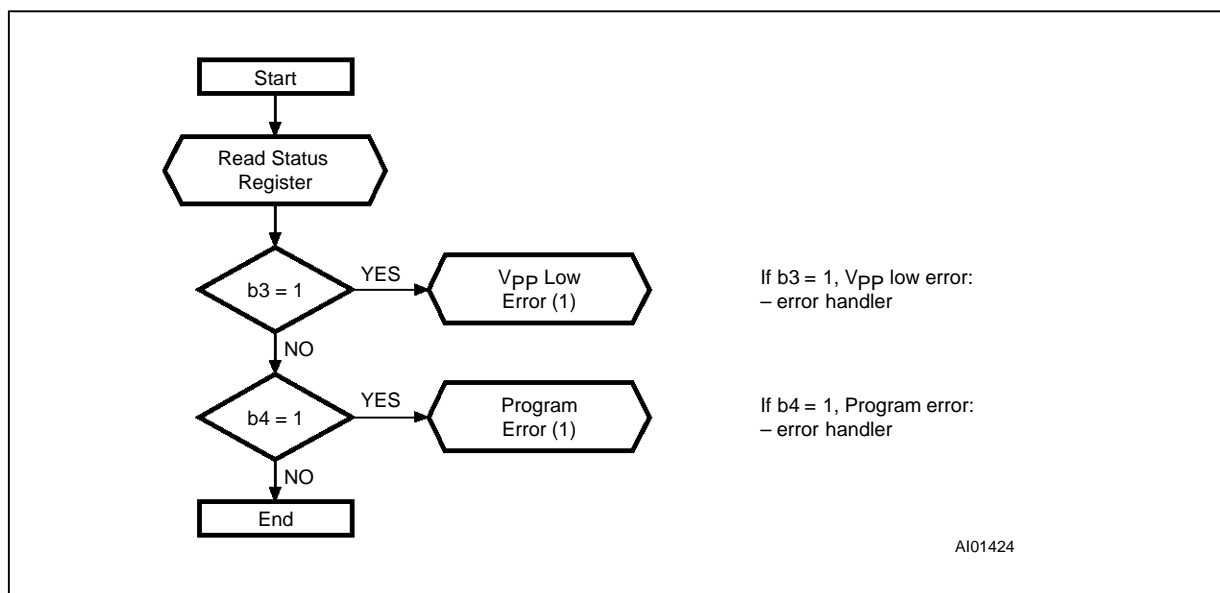 Start
Read Status
Register
b3 = 1
YES
VPP Low
Error (1)
If b3 = 1, VPP low error:
– error handler
NO
b4 = 1
YES
Program
Error (1)
If b4 = 1, Program error:
– error handler
NO
End
AI01424